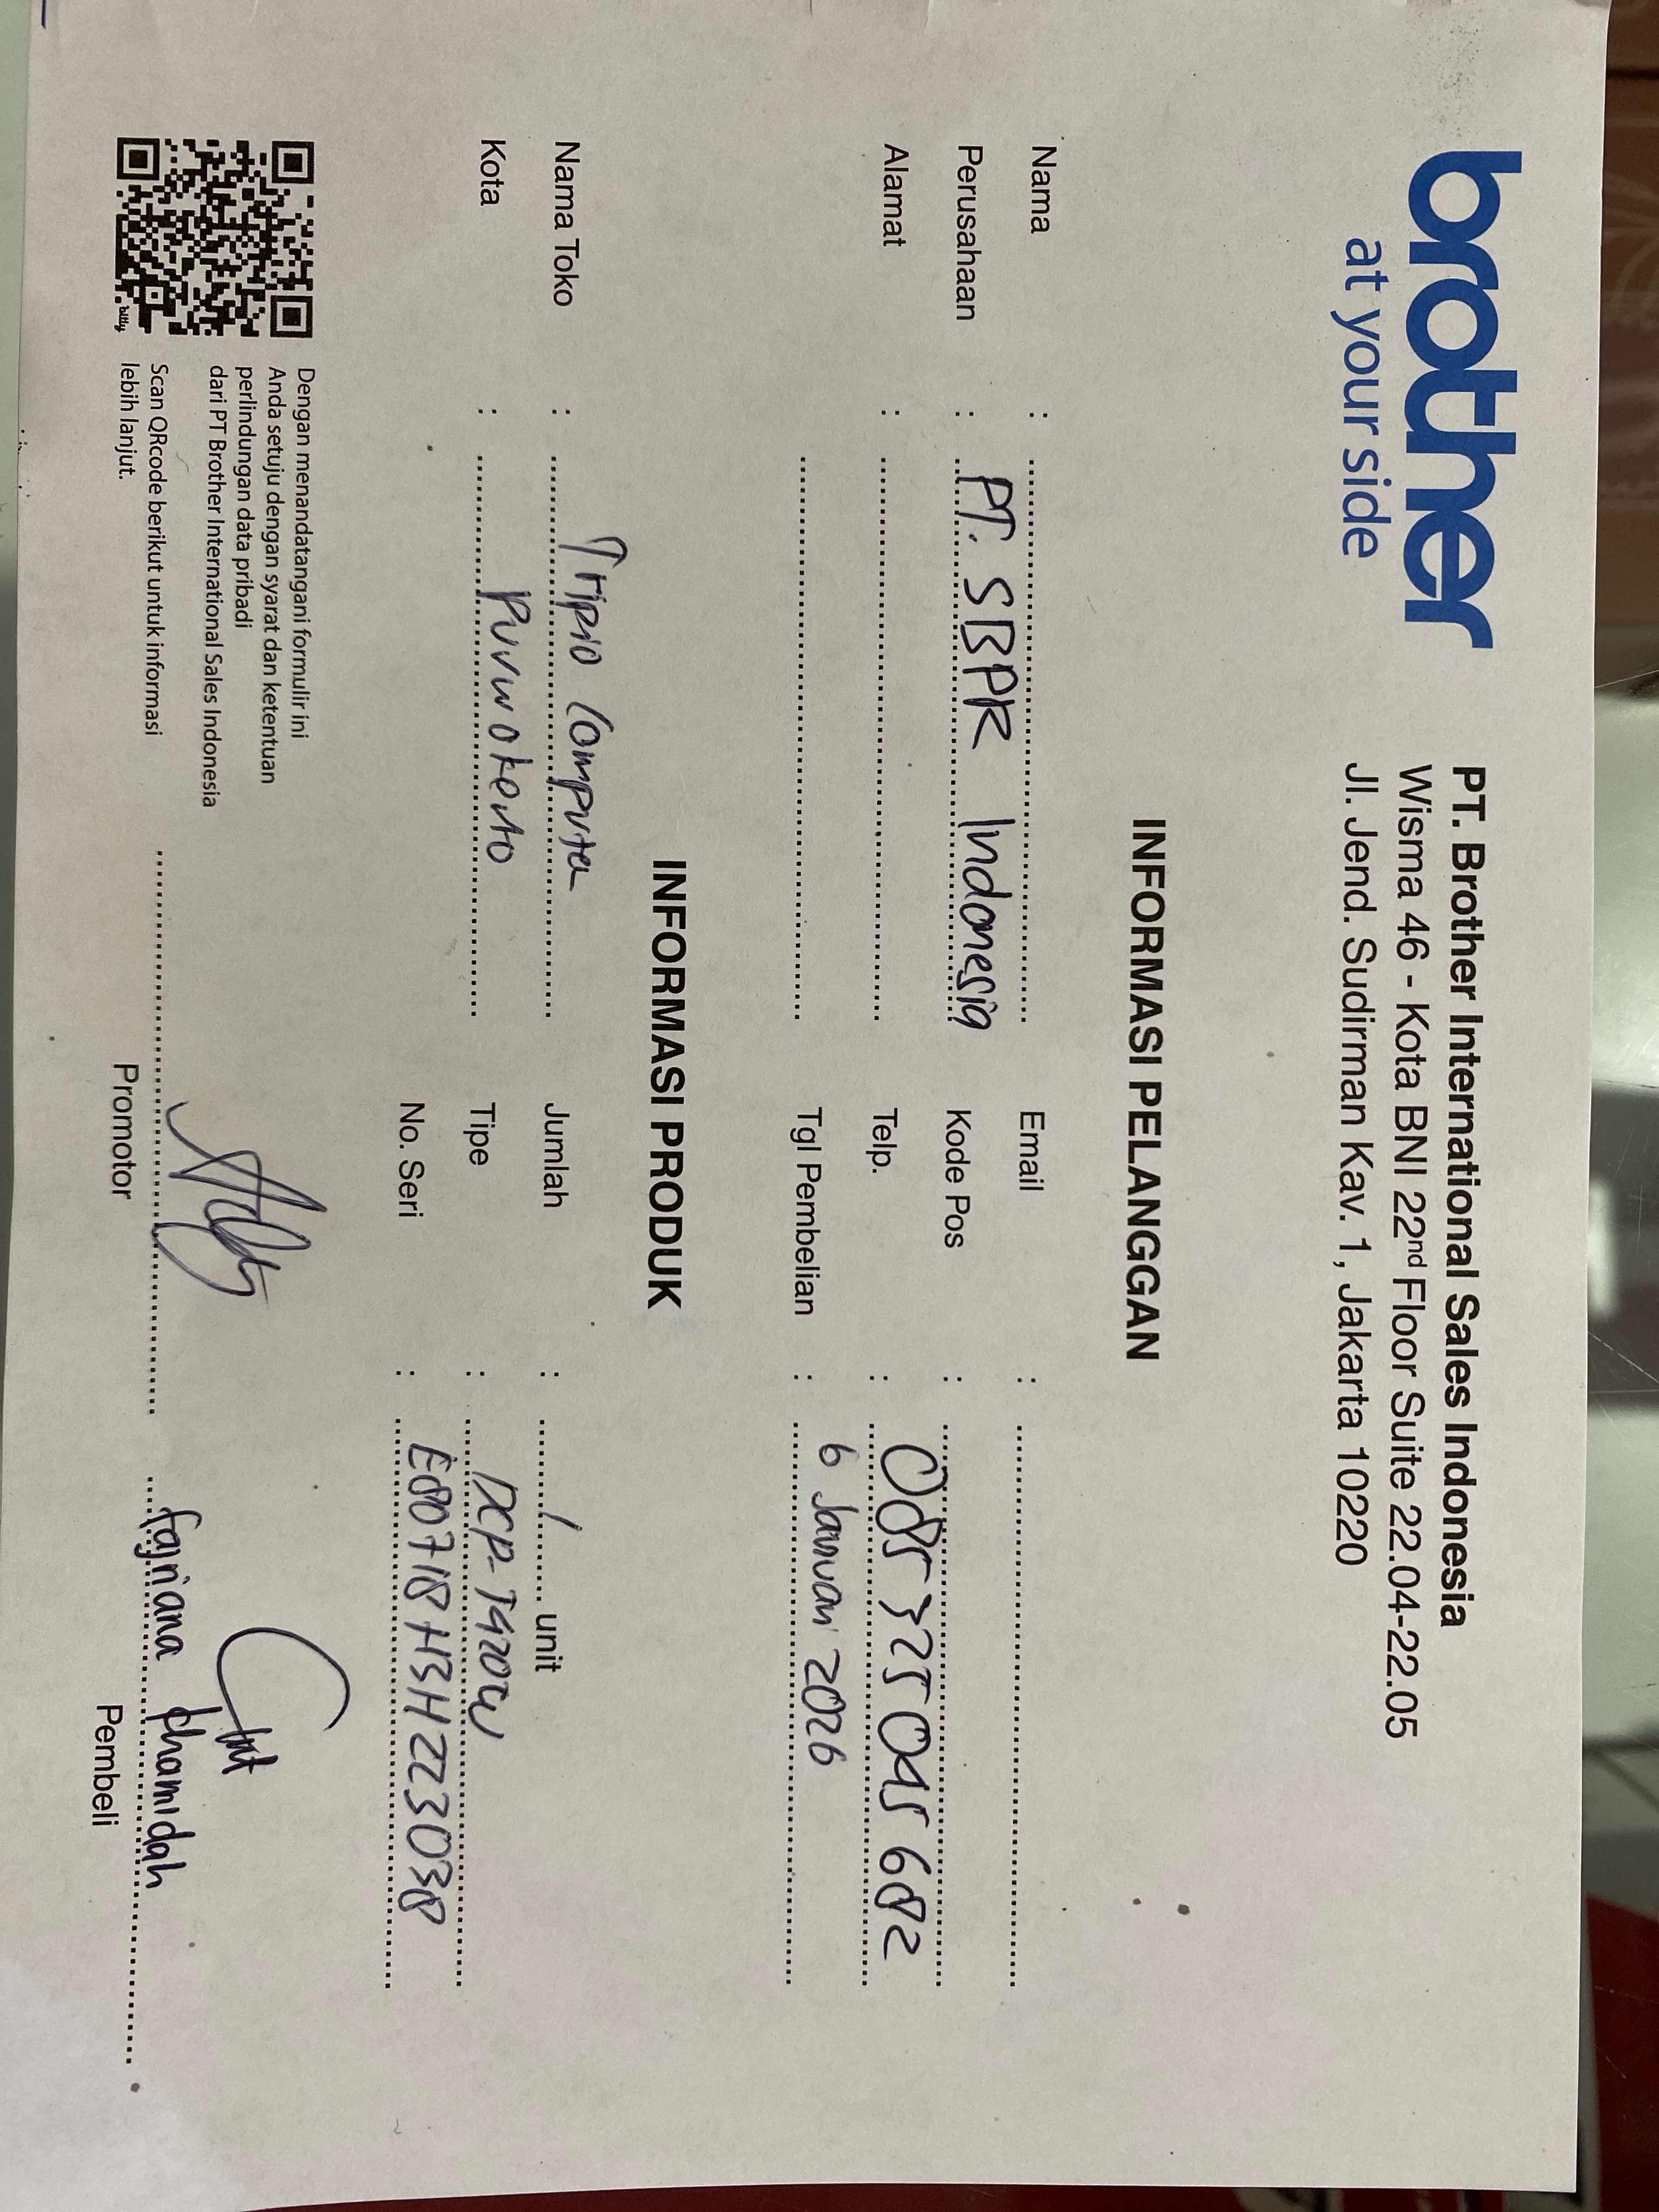 brother
at your side
PT. Brother International Sales Indonesia
Wisma 46 - Kota BNI 22nd Floor Suite 22.04-22.05
Jl. Jend. Sudirman Kav. 1, Jakarta 10220
INFORMASI PELANGGAN
Nama :
Email :
Perusahaan : PT. SBPR Indonesia
Kode Pos :
Alamat :
Telp. : 085325045682
Tgl Pembelian : 6 Januari 2026
INFORMASI PRODUK
Nama Toko : Tripio Computer
Jumlah : 1 unit
Kota : Purwokerto
Tipe : DCP-T420W
No. Seri : E80718H3H223038
Dengan menandatangani formulir ini
Anda setuju dengan syarat dan ketentuan
perlindungan data pribadi
dari PT Brother International Sales Indonesia
Scan QRcode berikut untuk informasi
lebih lanjut.
bitly
Promotor
fajriana khamidah
Pembeli